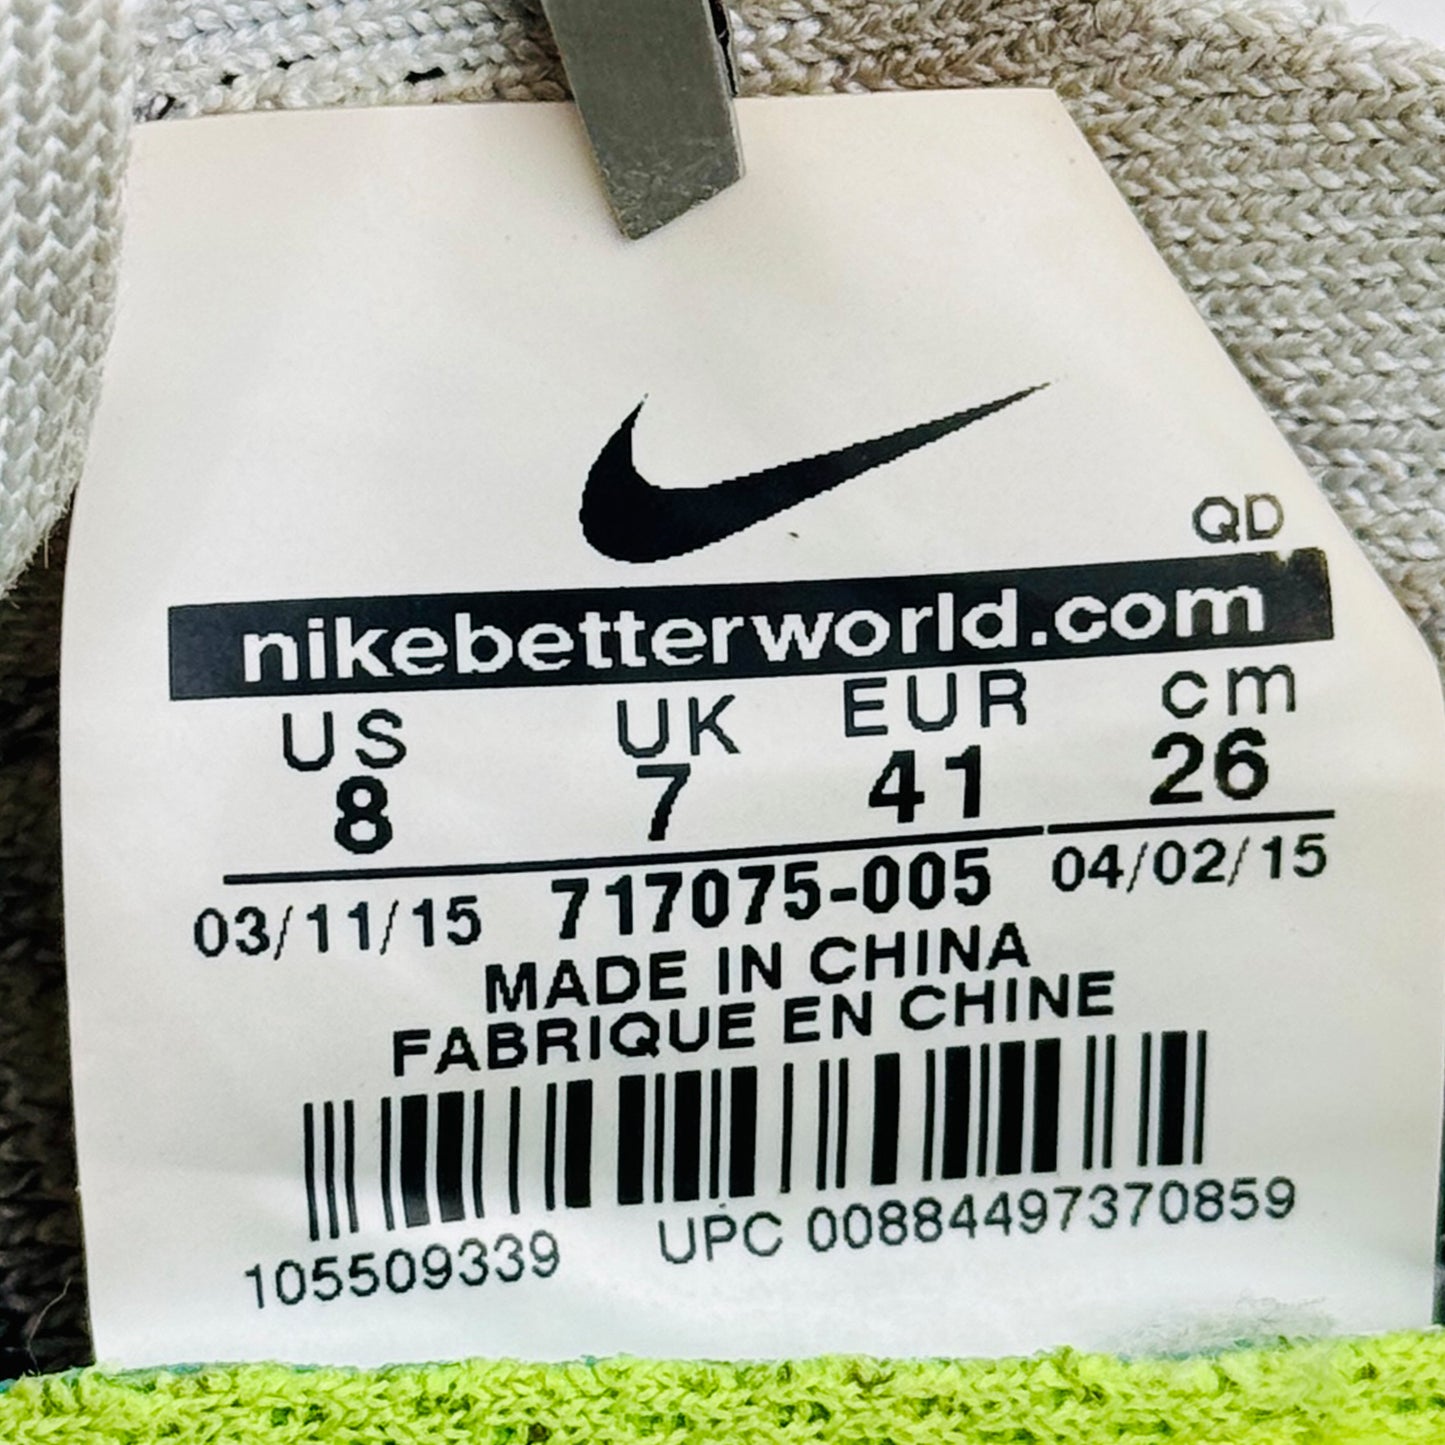 QD
nikebetterworld.com
US UK EUR cm
8 7 41 26
03/11/15 717075-005 04/02/15
MADE IN CHINA
FABRIQUE EN CHINE
105509339 UPC 00884497370859